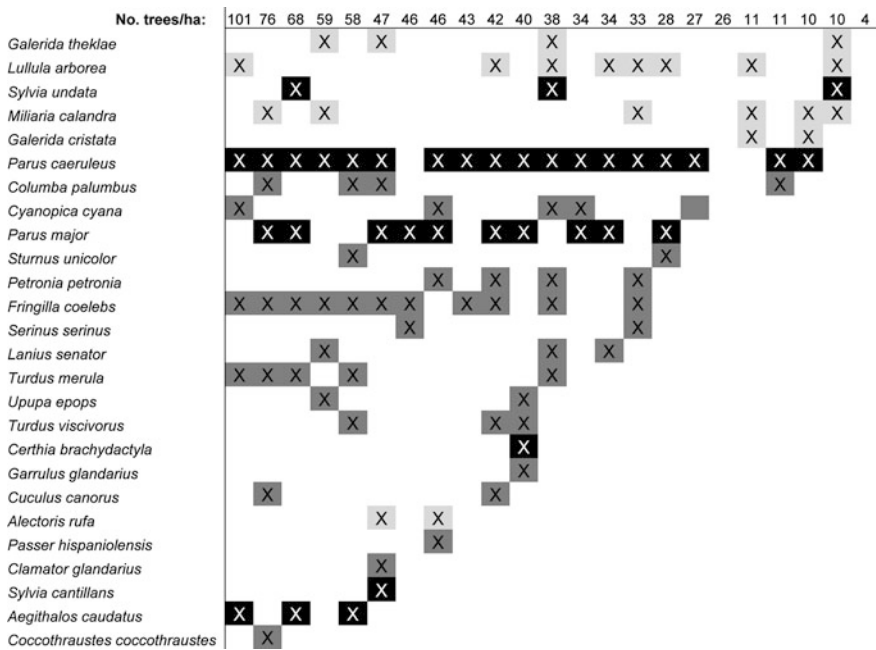 No. trees/ha: 101 76 68 59 58 47 46 46 43 42 40 38 34 34 33 28 27 11 11 10 10 4
Galerida theklae X X X X
Lullula arborea X X X X X X X X
Sylvia undata X X X
Miliaria calandra X X X X X X
Galerida cristata X X
Parus caeruleus X X X X X X X X X X X X X X X X X X
Columba palumbus X X X X
Cyanopica cyana X X X X
Parus major X X X X X X X X X X
Sturnus unicolor X X
Petronia petronia X X X X
Fringilla coelebs X X X X X X X X X X X
Serinus serinus X X
Lanius senator X X X
Turdus merula X X X X X
Upupa epops X X
Turdus viscivorus X X X
Certhia brachydactyla X
Garrulus glandarius X
Cuculus canorus X X
Alectoris rufa X X
Passer hispaniolensis X
Clamator glandarius X
Sylvia cantillans X
Aegithalos caudatus X X X
Coccothraustes coccothraustes X